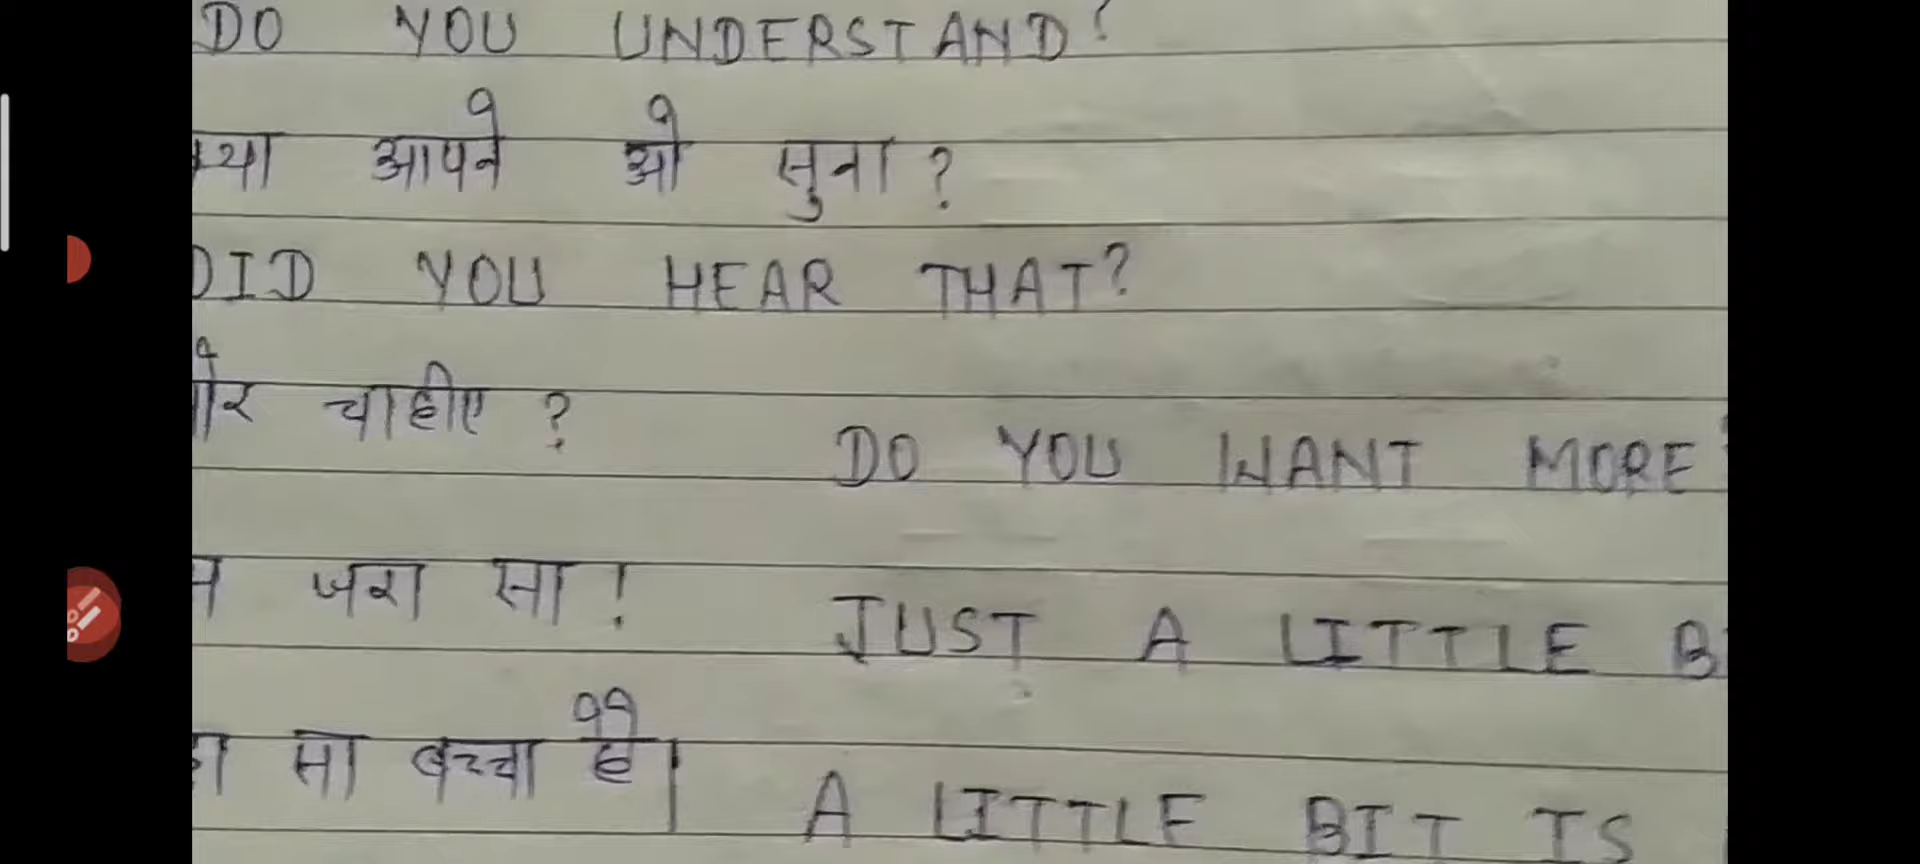 DO YOU UNDERSTAND?
क्या आपने ओ सुना?
DID YOU HEAR THAT?
ओर चाहीए? DO YOU WANT MORE?
जरा सा! JUST A LITTLE
सा बच्चा है| A LITTLE BIT IS